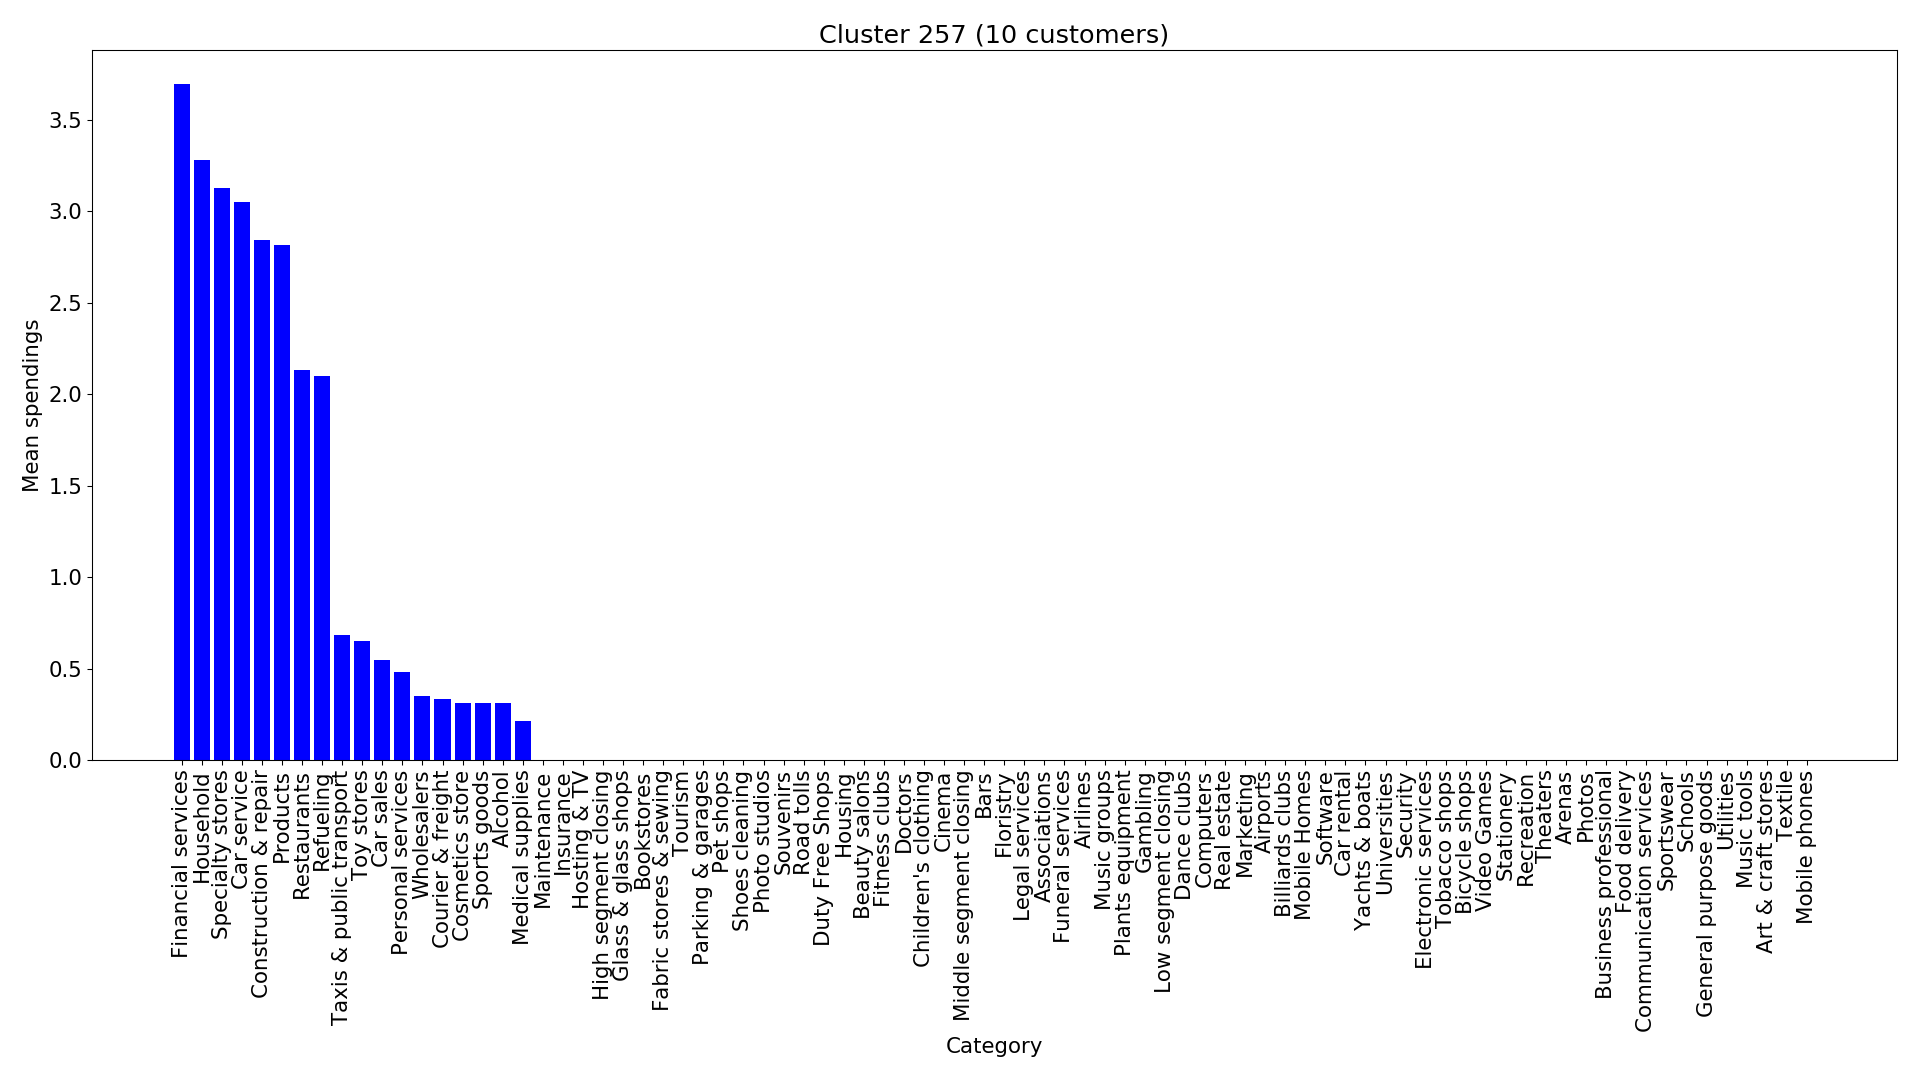 Cluster 257 (10 customers)
Mean spendings
3.5
3.0
2.5
2.0
1.5
1.0
0.5
0.0
Financial services
Household
Specialty stores
Car service
Construction & repair
Products
Restaurants
Refueling
Taxis & public transport
Toy stores
Car sales
Personal services
Wholesalers
Courier & freight
Cosmetics store
Sports goods
Alcohol
Medical supplies
Maintenance
Insurance
Hosting & TV
High segment closing
Glass & glass shops
Bookstores
Fabric stores & sewing
Tourism
Parking & garages
Pet shops
Shoes cleaning
Photo studios
Souvenirs
Road tolls
Duty Free Shops
Housing
Beauty salons
Fitness clubs
Doctors
Children's clothing
Cinema
Middle segment closing
Bars
Floristry
Legal services
Associations
Funeral services
Airlines
Music groups
Plants equipment
Gambling
Low segment closing
Dance clubs
Computers
Real estate
Marketing
Airports
Billiards clubs
Mobile Homes
Software
Car rental
Yachts & boats
Universities
Security
Electronic services
Tobacco shops
Bicycle shops
Video Games
Stationery
Recreation
Theaters
Arenas
Photos
Business professional
Food delivery
Communication services
Sportswear
Schools
General purpose goods
Utilities
Music tools
Art & craft stores
Textile
Mobile phones
Category